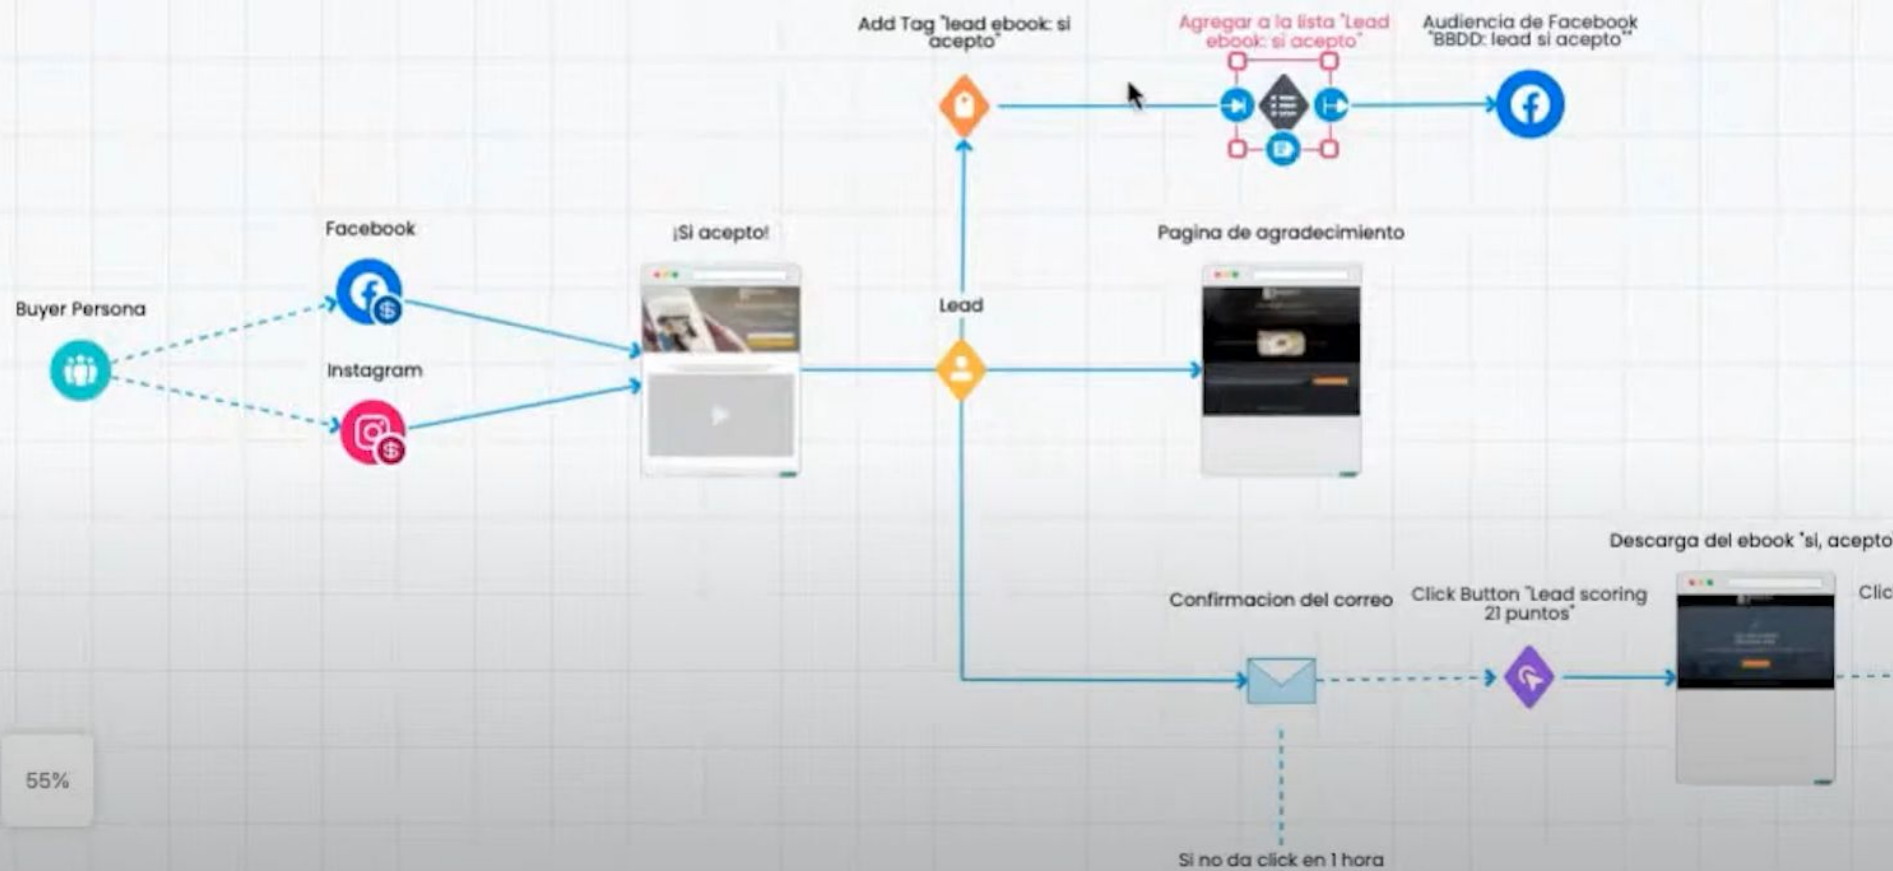 Add Tag "lead ebook: si
acepto"
Agregar a la lista "Lead
ebook: si acepto"
Audiencia de Facebook
"BBDD: lead si acepto""
Facebook
¡Si acepto!
Pagina de agradecimiento
Buyer Persona
Lead
Instagram
Descarga del ebook "si, acepto
Confirmacion del correo
Click Button "Lead scoring
21 puntos"
Clic
55%
Si no da click en 1 hora